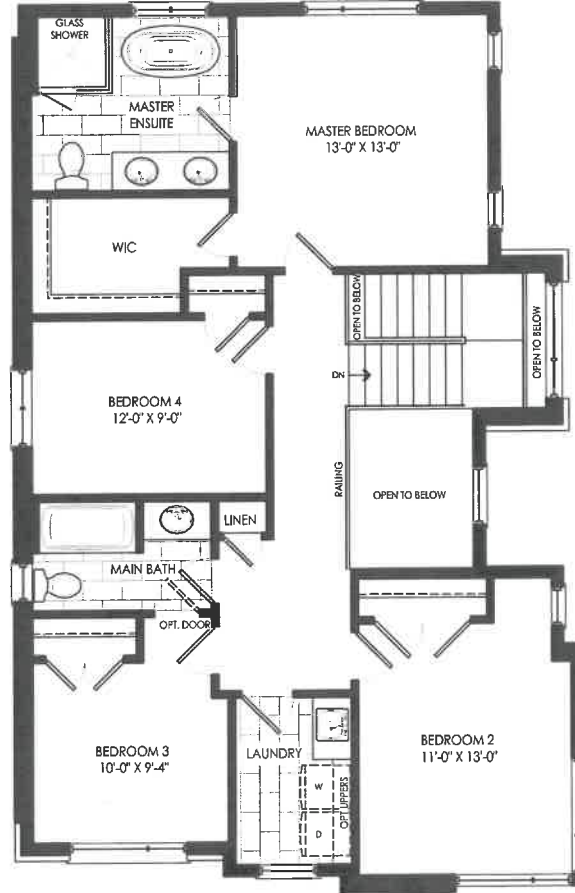 GLASS
SHOWER
MASTER
ENSUITE
MASTER BEDROOM
13'-0" X 13'-0"
WIC
OPEN TO BELOW
OPEN TO BELOW
DN
BEDROOM 4
12'-0" X 9'-0"
RAILING
OPEN TO BELOW
LINEN
MAIN BATH
OPT. DOOR
BEDROOM 3
10'-0" X 9'-4"
LAUNDRY
W
D
OPT UPPERS
BEDROOM 2
11'-0" X 13'-0"